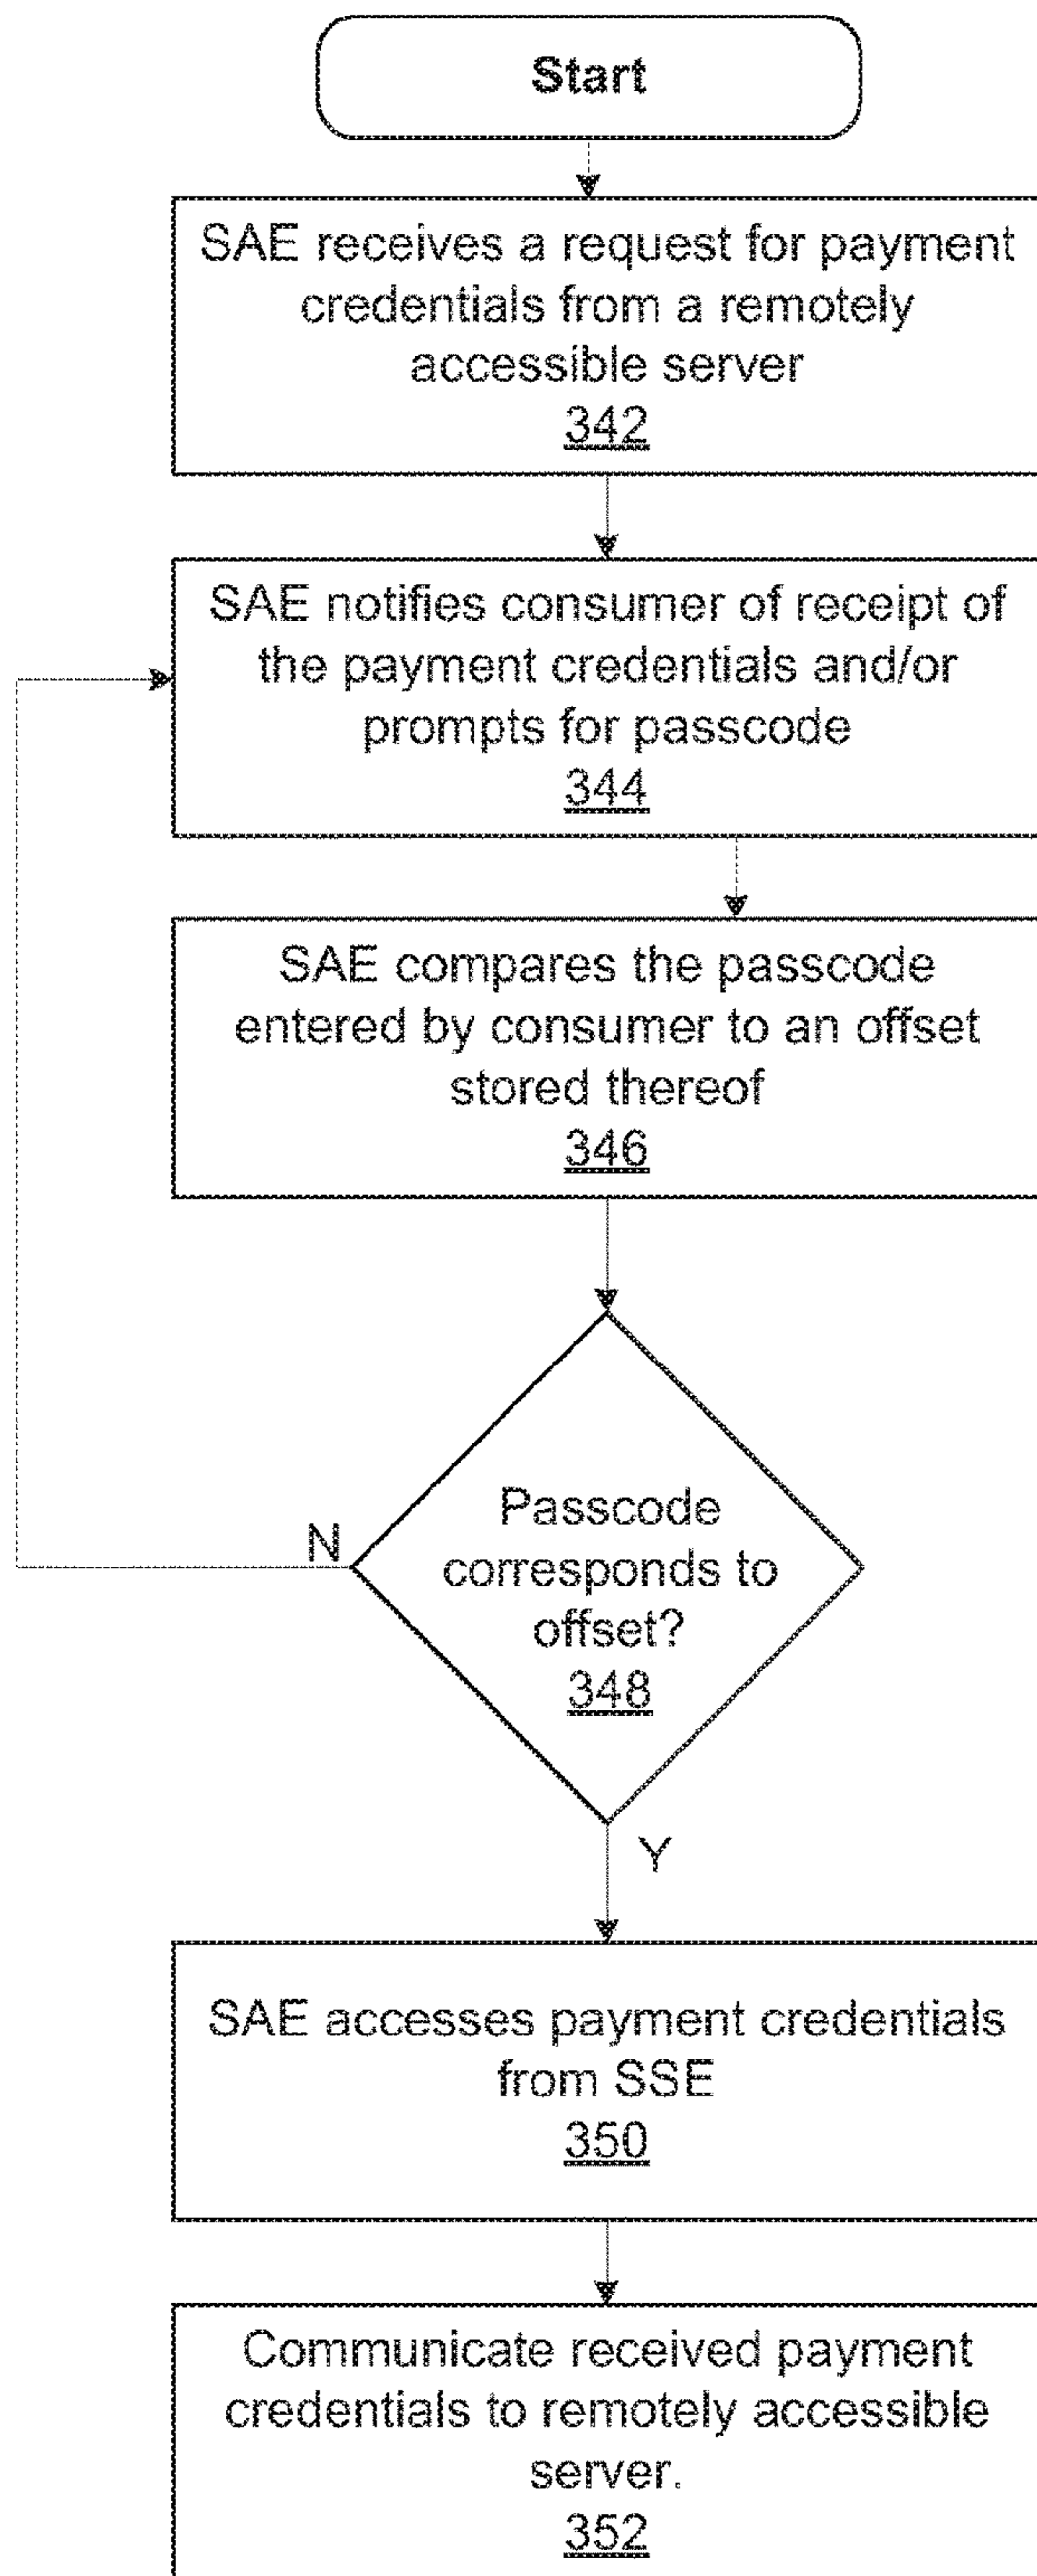 Start
SAE receives a request for payment
credentials from a remotely
accessible server
342
SAE notifies consumer of receipt of
the payment credentials and/or
prompts for passcode
344
SAE compares the passcode
entered by consumer to an offset
stored thereof
346
N
Passcode
corresponds to
offset?
348
Y
SAE accesses payment credentials
from SSE
350
Communicate received payment
credentials to remotely accessible
server.
352